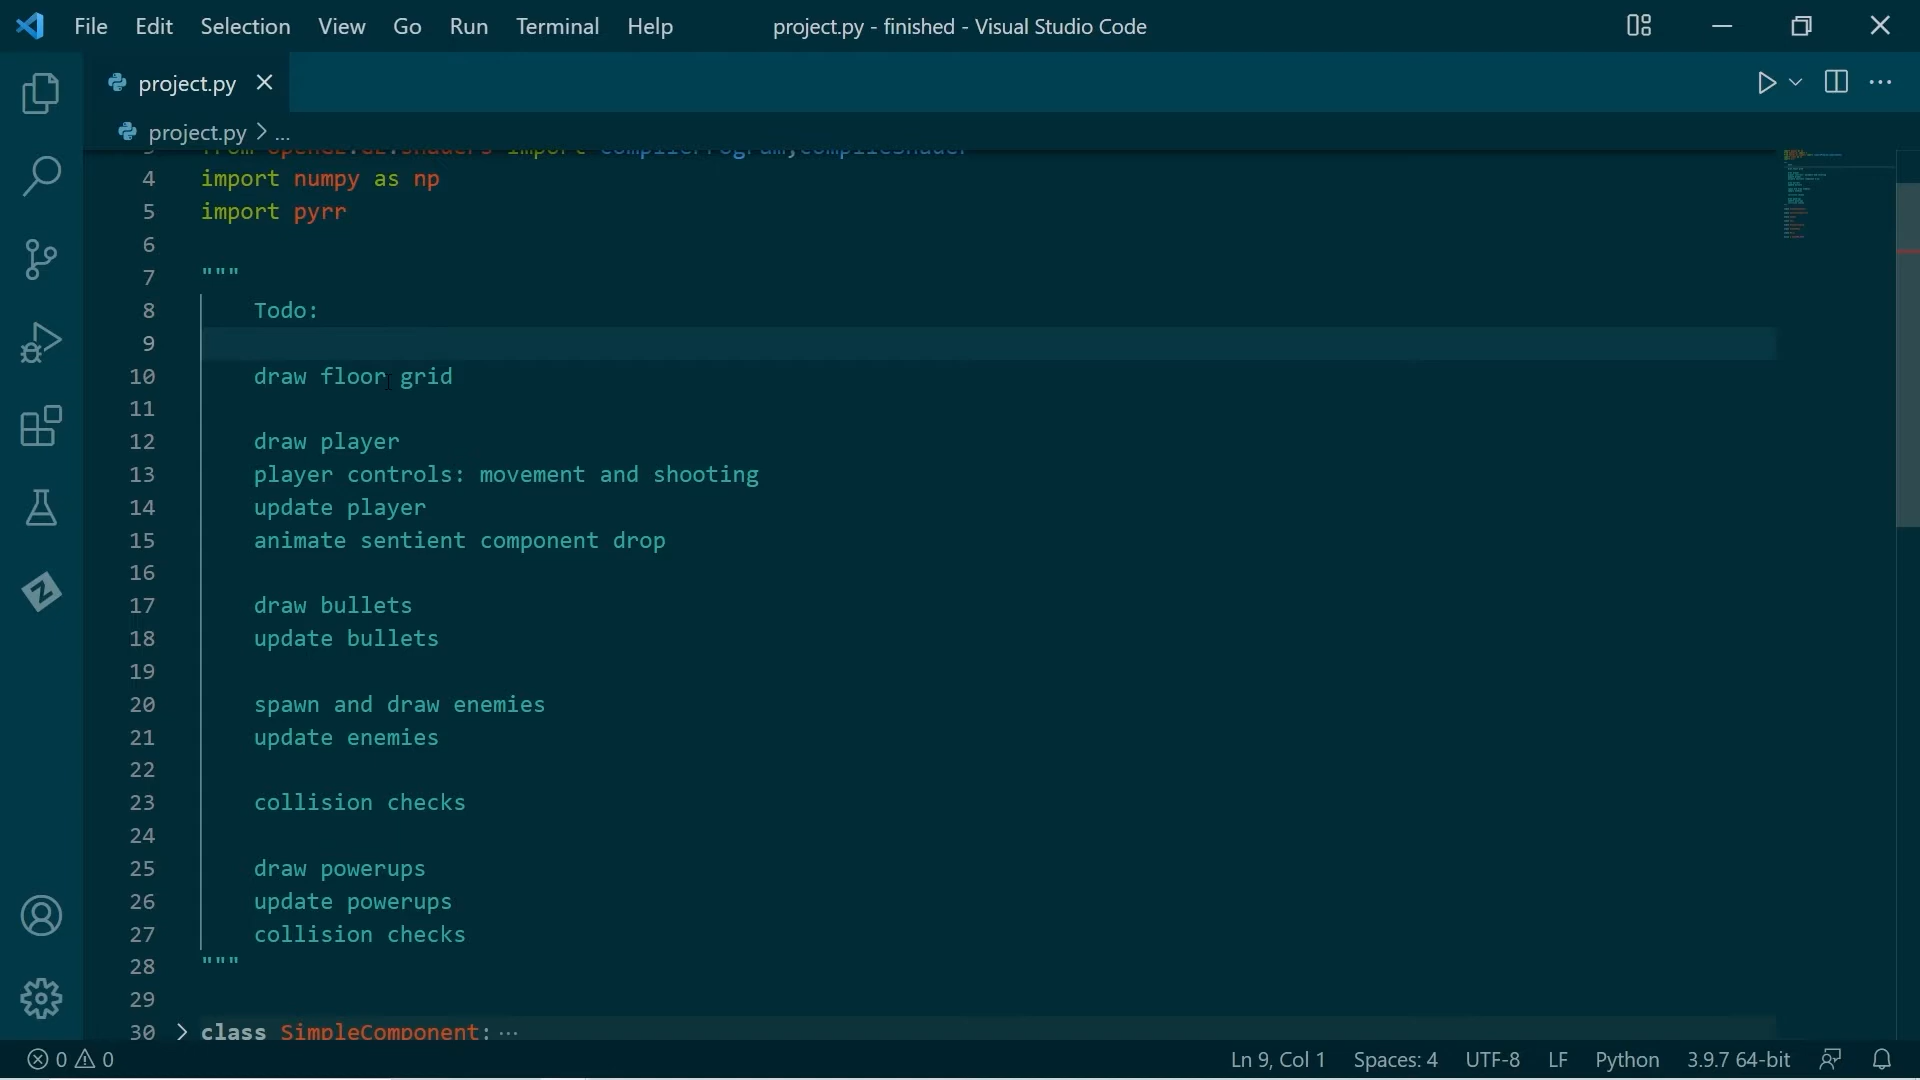 File Edit Selection View Go Run Terminal Help project.py - finished - Visual Studio Code
project.py
project.py > ...
4 import numpy as np
5 import pyrr
6
7 """
8 Todo:
9
10 draw floor grid
11
12 draw player
13 player controls: movement and shooting
14 update player
15 animate sentient component drop
16
17 draw bullets
18 update bullets
19
20 spawn and draw enemies
21 update enemies
22
23 collision checks
24
25 draw powerups
26 update powerups
27 collision checks
28 """
29
30 class SimpleComponent: ...
0 0 Ln 9, Col 1 Spaces: 4 UTF-8 LF Python 3.9.7 64-bit